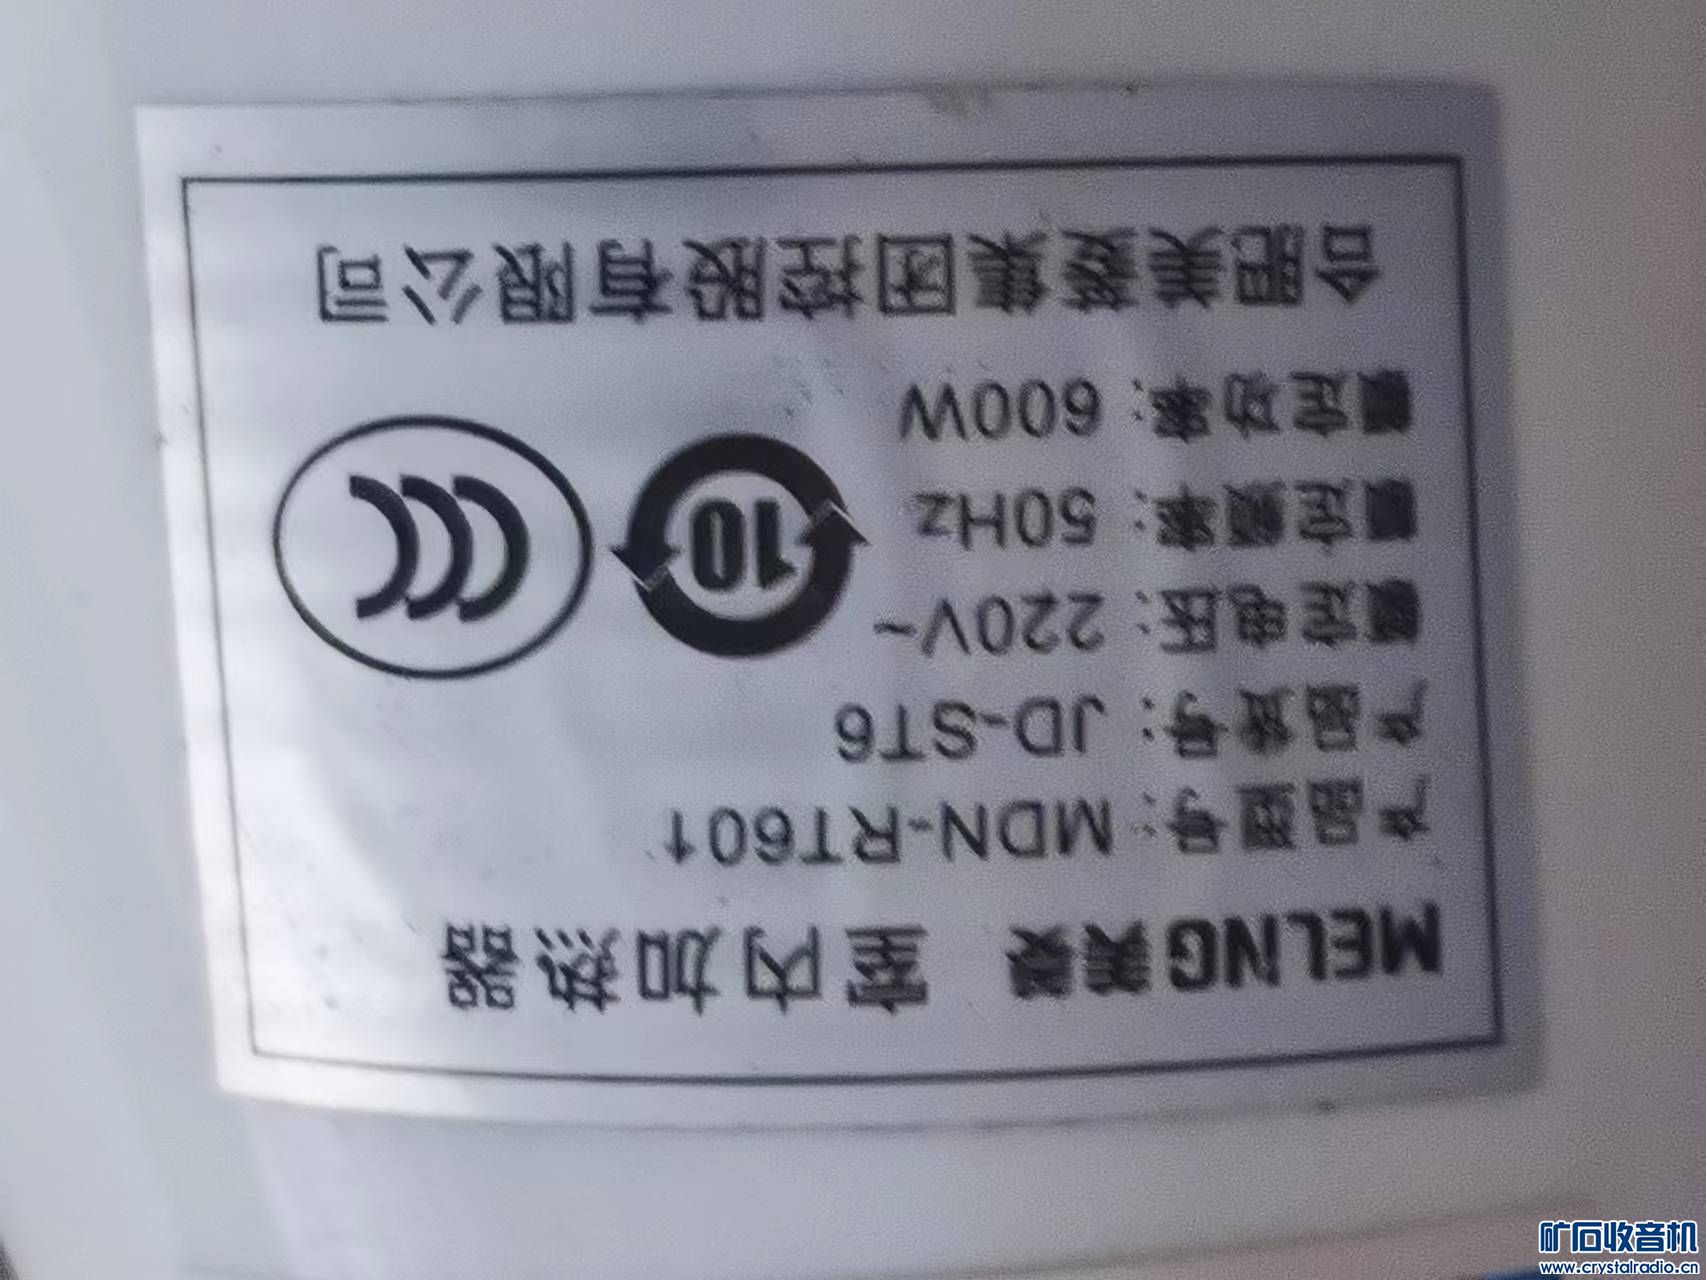 MELNG美菱 室内加热器
产品型号：MDN-RT601
产品货号：JD-ST6
额定电压：220V~
额定频率：50Hz
额定功率：600W
10
CCC
合肥美菱集团控股有限公司
矿石收音机
www.crystalradio.cn